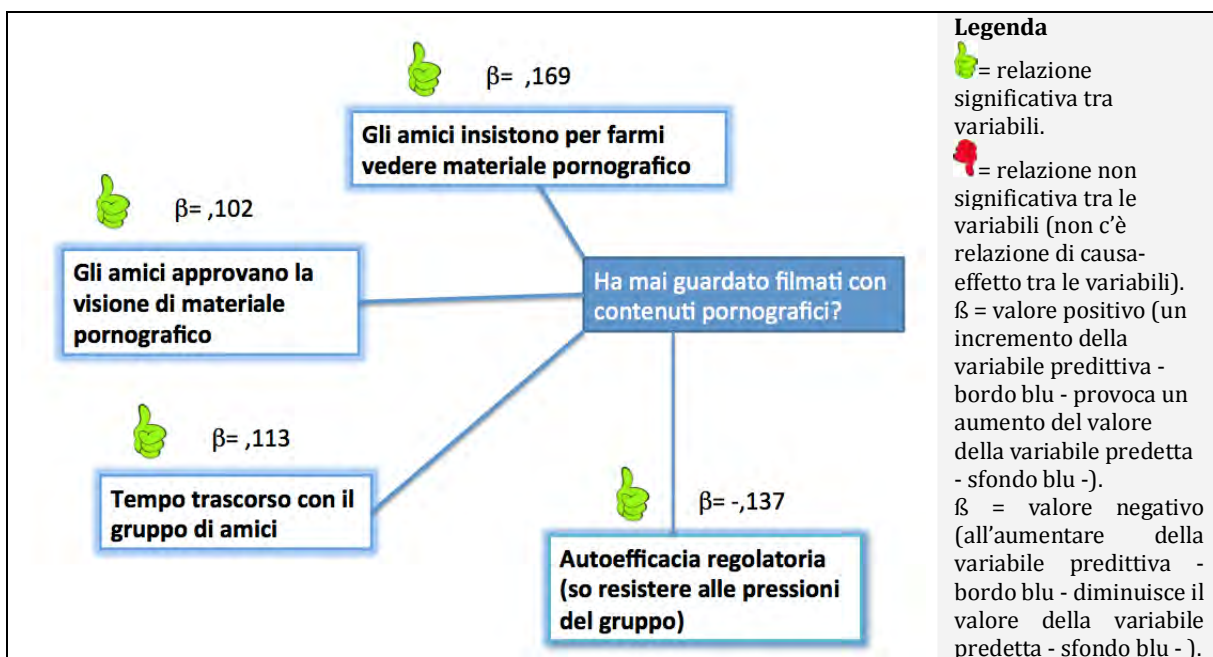 β= ,169
Gli amici insistono per farmi
vedere materiale pornografico
β= ,102
Gli amici approvano la
visione di materiale
pornografico
Ha mai guardato filmati con
contenuti pornografici?
β= ,113
Tempo trascorso con il
gruppo di amici
β= -,137
Autoefficacia regolatoria
(so resistere alle pressioni
del gruppo)
Legenda
= relazione
significativa tra
variabili.
= relazione non
significativa tra le
variabili (non c’è
relazione di causa-
effetto tra le variabili).
ß = valore positivo (un
incremento della
variabile predittiva -
bordo blu - provoca un
aumento del valore
della variabile predetta
- sfondo blu -).
ß = valore negativo
(all’aumentare della
variabile predittiva -
bordo blu - diminuisce il
valore della variabile
predetta - sfondo blu - ).